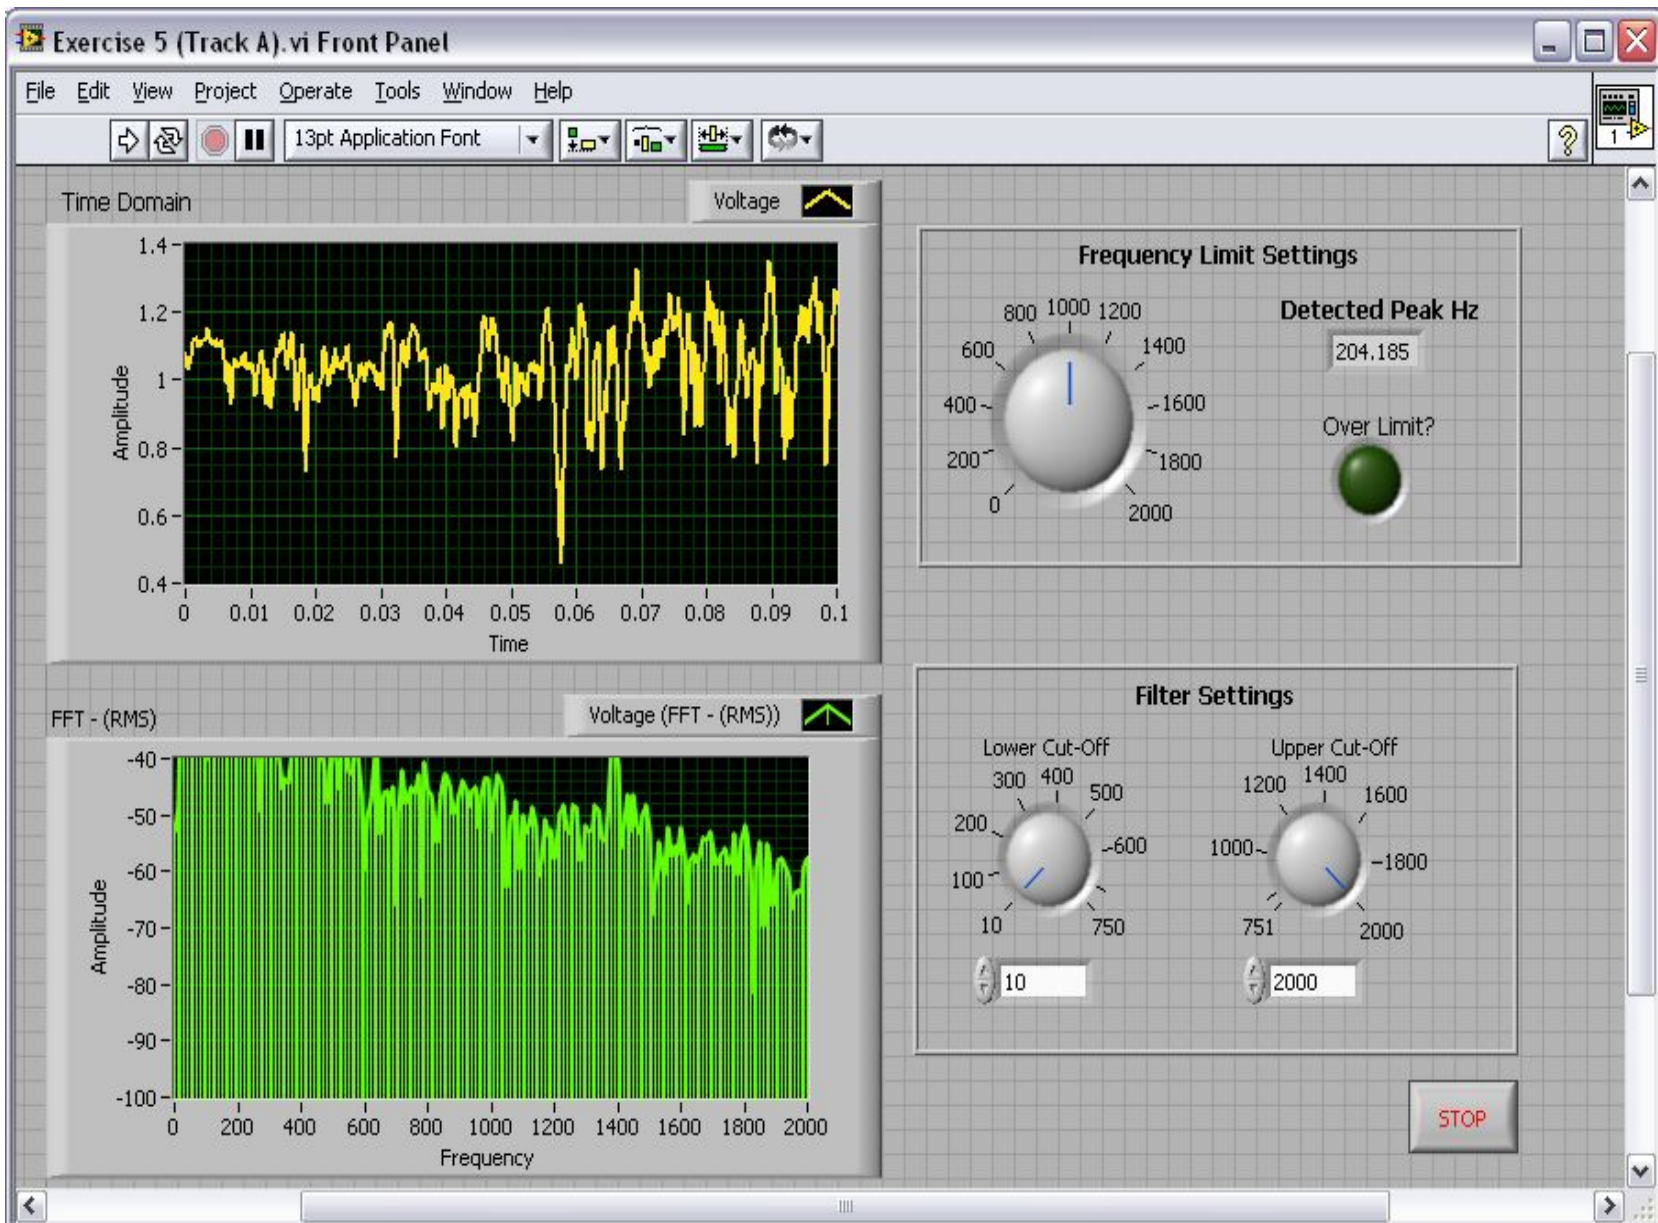 Exercise 5 (Track A).vi Front Panel
File Edit View Project Operate Tools Window Help
13pt Application Font
1
Time Domain
Voltage
1.4
1.2
1
0.8
0.6
0.4
Amplitude
0 0.01 0.02 0.03 0.04 0.05 0.06 0.07 0.08 0.09 0.1
Time
FFT - (RMS)
Voltage (FFT - (RMS))
-40
-50
-60
-70
-80
-90
-100
Amplitude
0 200 400 600 800 1000 1200 1400 1600 1800 2000
Frequency
Frequency Limit Settings
0 200 400 600 800 1000 1200 1400 1600 1800 2000
Detected Peak Hz
204.185
Over Limit?
Filter Settings
Lower Cut-Off
10 100 200 300 400 500 600 750
10
Upper Cut-Off
751 1000 1200 1400 1600 1800 2000
2000
STOP